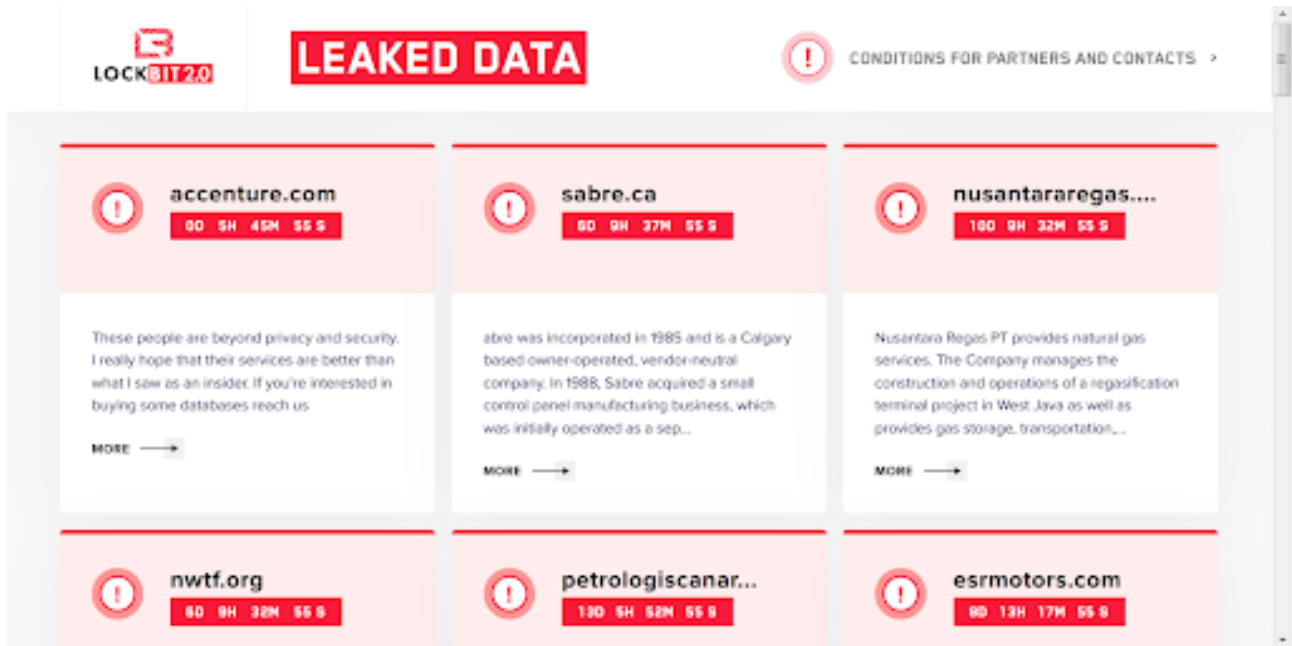 LOCKBIT 2.0
LEAKED DATA
!
CONDITIONS FOR PARTNERS AND CONTACTS >
!
accenture.com
0D 5H 45M 55 S
These people are beyond privacy and security.
I really hope that their services are better than
what I saw as an insider. If you're interested in
buying some databases reach us
MORE
!
sabre.ca
6D 9H 37M 55 S
abre was incorporated in 1985 and is a Calgary
based owner-operated, vendor-neutral
company. In 1988, Sabre acquired a small
control panel manufacturing business, which
was initially operated as a sep...
MORE
!
nusantararegas....
10D 9H 32M 55 S
Nusantara Regas PT provides natural gas
services. The Company manages the
construction and operations of a regasification
terminal project in West Java as well as
provides gas storage, transportation,...
MORE
!
nwtf.org
6D 9H 32M 55 S
!
petrologiscanar...
13D 5H 52M 55 S
!
esrmotors.com
8D 13H 17M 55 S